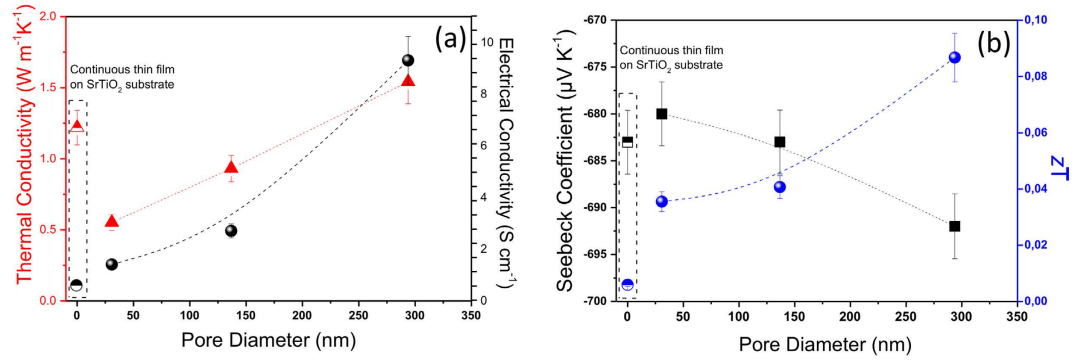 (a)
Continuous thin film
on SrTiO2 substrate
Thermal Conductivity (W m⁻¹K⁻¹)
2.0
1.5
1.0
0.5
0.0
Electrical Conductivity (S cm⁻¹)
10
8
6
4
2
0
0 50 100 150 200 250 300 350
Pore Diameter (nm)
(b)
Continuous thin film
on SrTiO2 substrate
Seebeck Coefficient (µV K⁻¹)
-670
-675
-680
-685
-690
-695
-700
zT
0,10
0,08
0,06
0,04
0,02
0,00
0 50 100 150 200 250 300 350
Pore Diameter (nm)